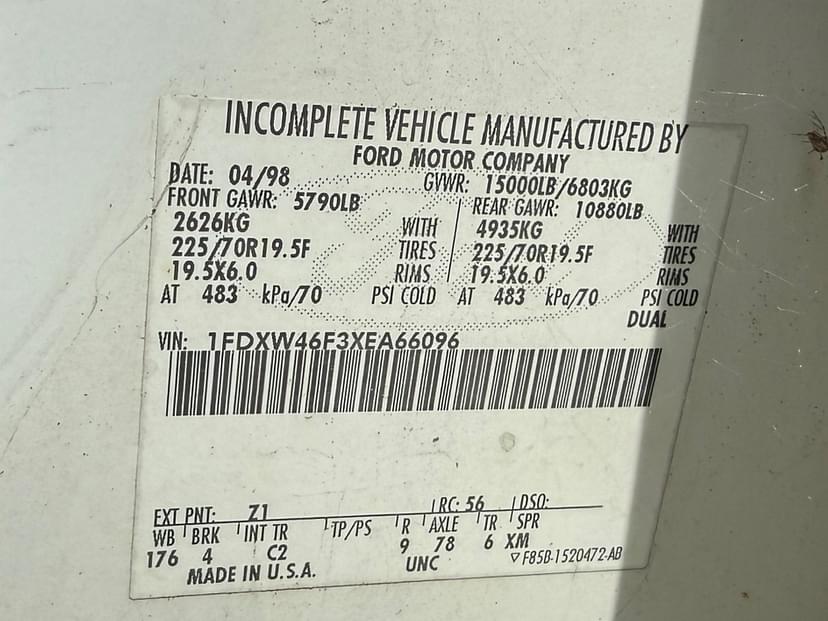 INCOMPLETE VEHICLE MANUFACTURED BY
FORD MOTOR COMPANY
DATE: 04/98 GVWR: 15000LB/6803KG
FRONT GAWR: 5790LB REAR GAWR: 10880LB
2626KG WITH 4935KG WITH
225/70R19.5F TIRES 225/70R19.5F TIRES
19.5X6.0 RIMS 19.5X6.0 RIMS
AT 483 kPa/70 PSI COLD AT 483 kPa/70 PSI COLD
DUAL
VIN: 1FDXW46F3XEA66096
EXT PNT: Z1 RC: 56 DSO:
WB BRK INT TR TP/PS R AXLE TR SPR
176 4 C2 9 78 6 XM
MADE IN U.S.A. UNC ▽ F85B-1520472-AB